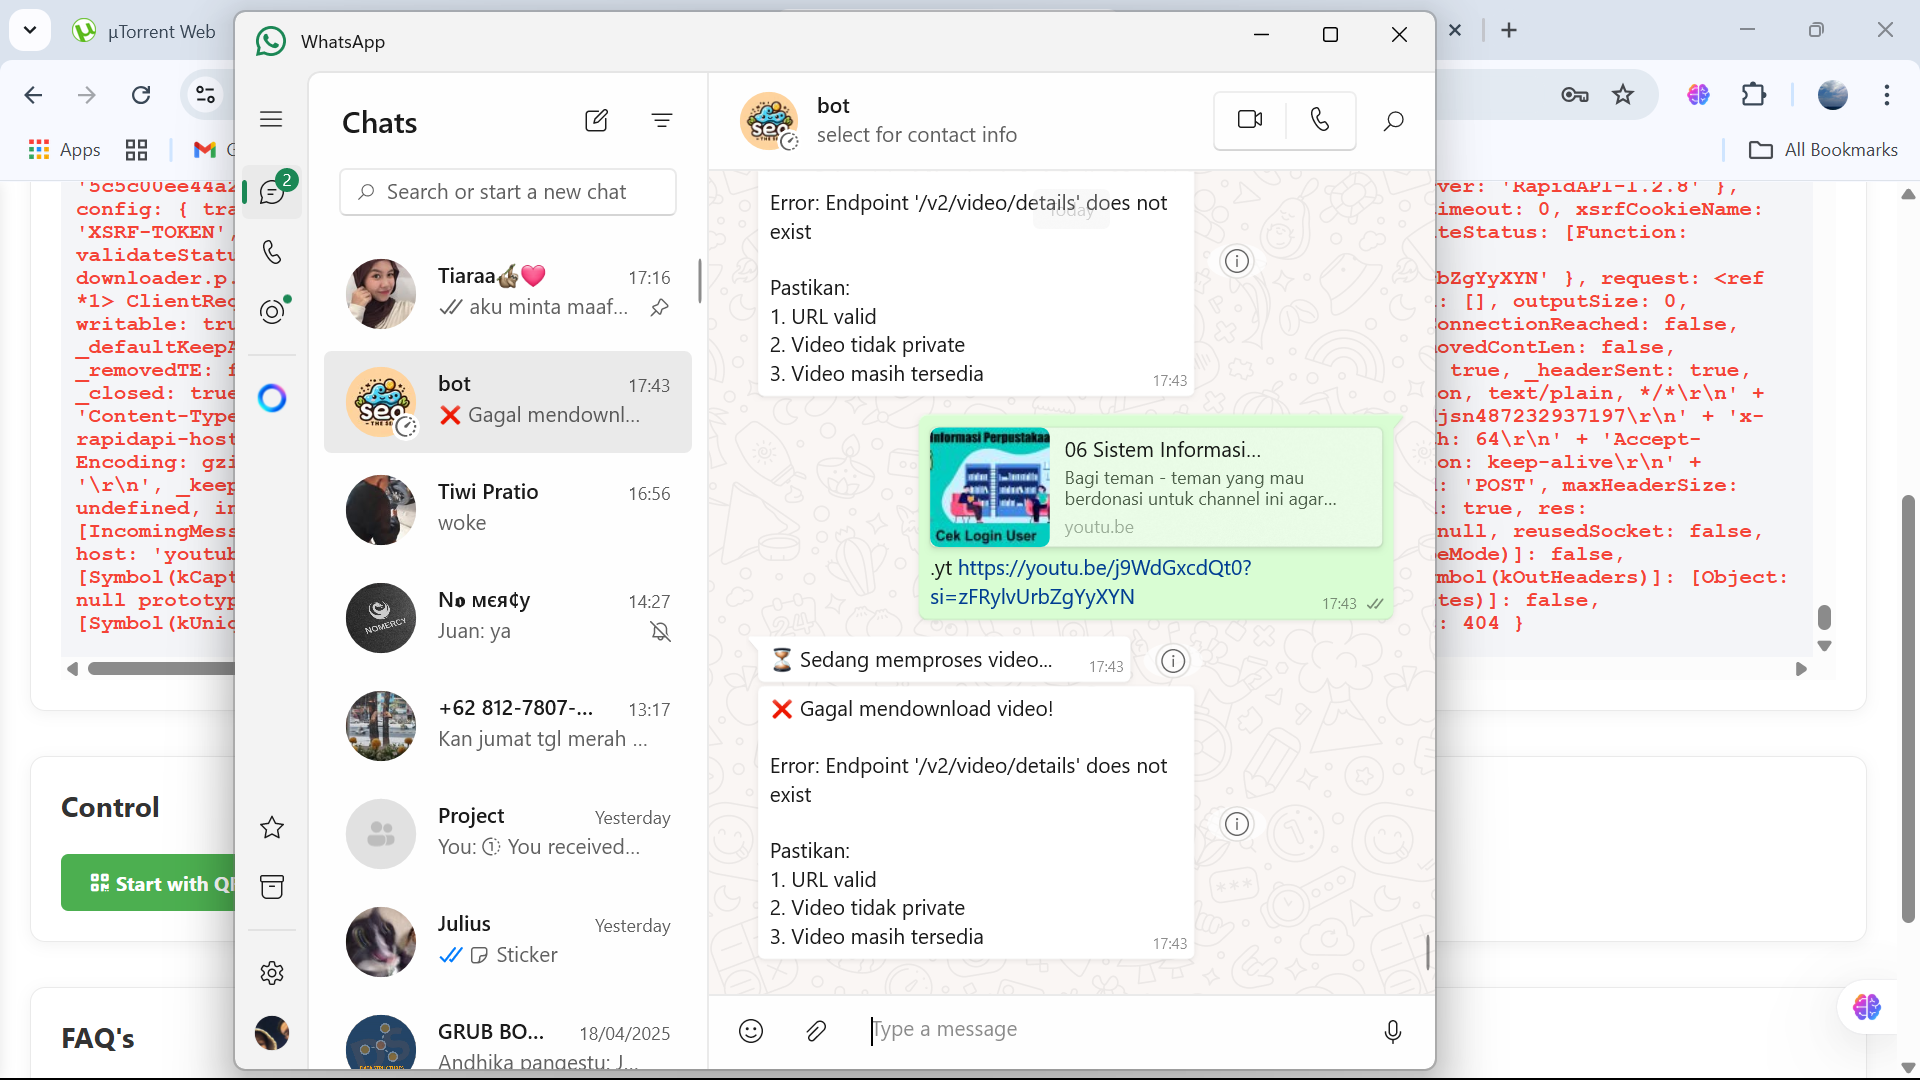 µTorrent Web
WhatsApp
Apps
All Bookmarks
Chats
Search or start a new chat
2
Tiaraa 17:16
aku minta maaf...
bot 17:43
Gagal mendownl...
Tiwi Pratio 16:56
woke
No мєя¢y 14:27
Juan: ya
NOMERCY
+62 812-7807-... 13:17
Kan jumat tgl merah ...
Project Yesterday
You: You received...
Julius Yesterday
Sticker
GRUB BO... 18/04/2025
Andhika pangestu: J...
bot
select for contact info
Today
Error: Endpoint '/v2/video/details' does not
exist
Pastikan:
1. URL valid
2. Video tidak private
3. Video masih tersedia
17:43
Informasi Perpustakaa
Cek Login User
06 Sistem Informasi...
Bagi teman - teman yang mau
berdonasi untuk channel ini agar...
youtu.be
.yt https://youtu.be/j9WdGxcdQt0?
si=zFRylvUrbZgYyXYN
17:43
Sedang memproses video...
17:43
Gagal mendownload video!
Error: Endpoint '/v2/video/details' does not
exist
Pastikan:
1. URL valid
2. Video tidak private
3. Video masih tersedia
17:43
Type a message
'5c5c00ee44a2
config: { tra
'XSRF-TOKEN',
validateStatu
downloader.p.
*1> ClientReq
writable: tru
_defaultKeepA
_removedTE: f
_closed: true
'Content-Type
rapidapi-host
Encoding: gzi
'\r\n', _keep
undefined, in
[IncomingMess
host: 'youtub
[Symbol(kCapt
null prototyp
[Symbol(kUniq
ver: 'RapidAPI-1.2.8' },
imeout: 0, xsrfCookieName:
teStatus: [Function:
bZgYyXYN' }, request: <ref
: [], outputSize: 0,
onnectionReached: false,
ovedContLen: false,
true, _headerSent: true,
on, text/plain, */*\r\n' +
jsn487232937197\r\n' + 'x-
h: 64\r\n' + 'Accept-
ion: keep-alive\r\n' +
: 'POST', maxHeaderSize:
: true, res:
null, reusedSocket: false,
eMode)]: false,
mbol(kOutHeaders)]: [Object:
tes)]: false,
: 404 }
Control
Start with Q
FAQ's